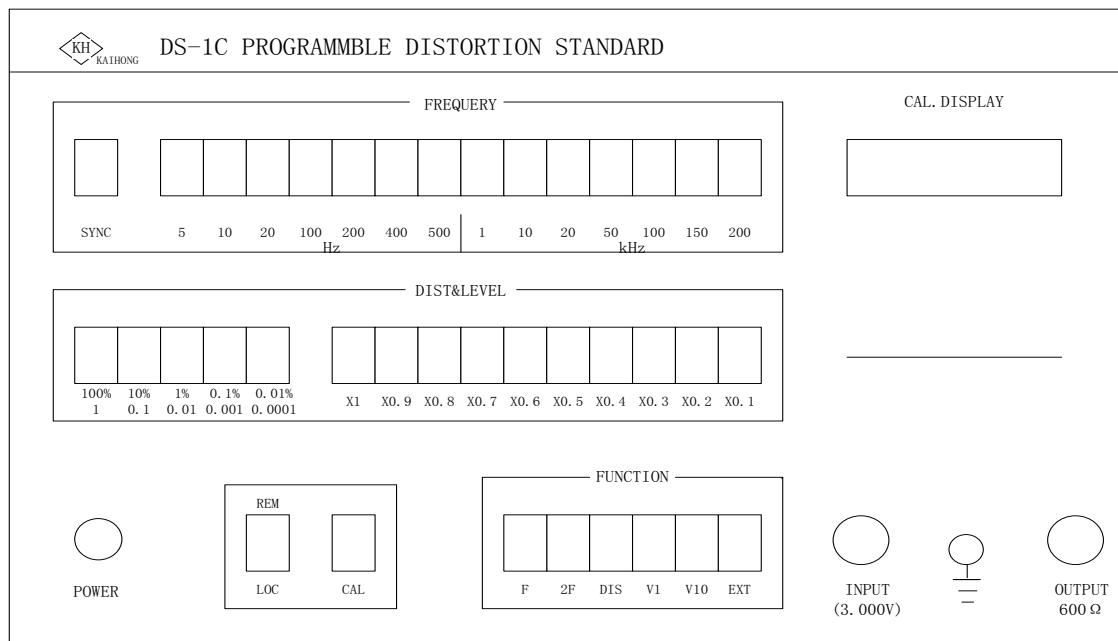 KH
KAIHONG
DS-1C PROGRAMMBLE DISTORTION STANDARD
FREQUERY
CAL.DISPLAY
SYNC 5 10 20 100 200 400 500 1 10 20 50 100 150 200
Hz kHz
DIST&LEVEL
100% 10% 1% 0.1% 0.01%
1 0.1 0.01 0.001 0.0001
X1 X0.9 X0.8 X0.7 X0.6 X0.5 X0.4 X0.3 X0.2 X0.1
FUNCTION
REM
POWER
LOC CAL
F 2F DIS V1 V10 EXT
INPUT
(3.000V)
OUTPUT
600Ω